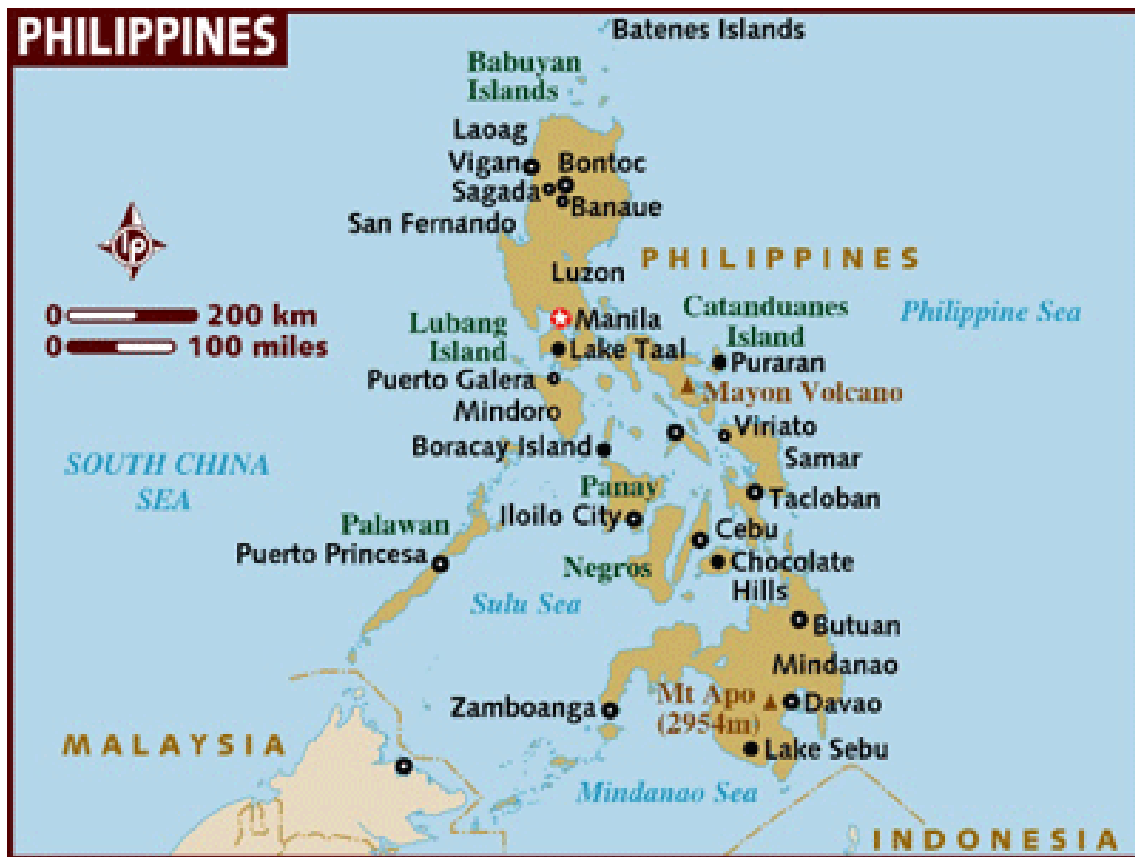 PHILIPPINES
Batenes Islands
Babuyan
Islands
Laoag
Vigan
Bontoc
Sagada
Banaue
San Fernando
PHILIPPINES
Luzon
LP
0 200 km
0 100 miles
Manila
Catanduanes
Island
Philippine Sea
Lubang
Island
Lake Taal
Puraran
Puerto Galera
Mayon Volcano
Mindoro
Viriato
Boracay Island
Samar
SOUTH CHINA
SEA
Panay
Tacloban
Palawan
Iloilo City
Cebu
Puerto Princesa
Negros
Chocolate
Hills
Sulu Sea
Butuan
Mindanao
Mt Apo
(2954m)
Davao
Zamboanga
MALAYSIA
Lake Sebu
Mindanao Sea
INDONESIA